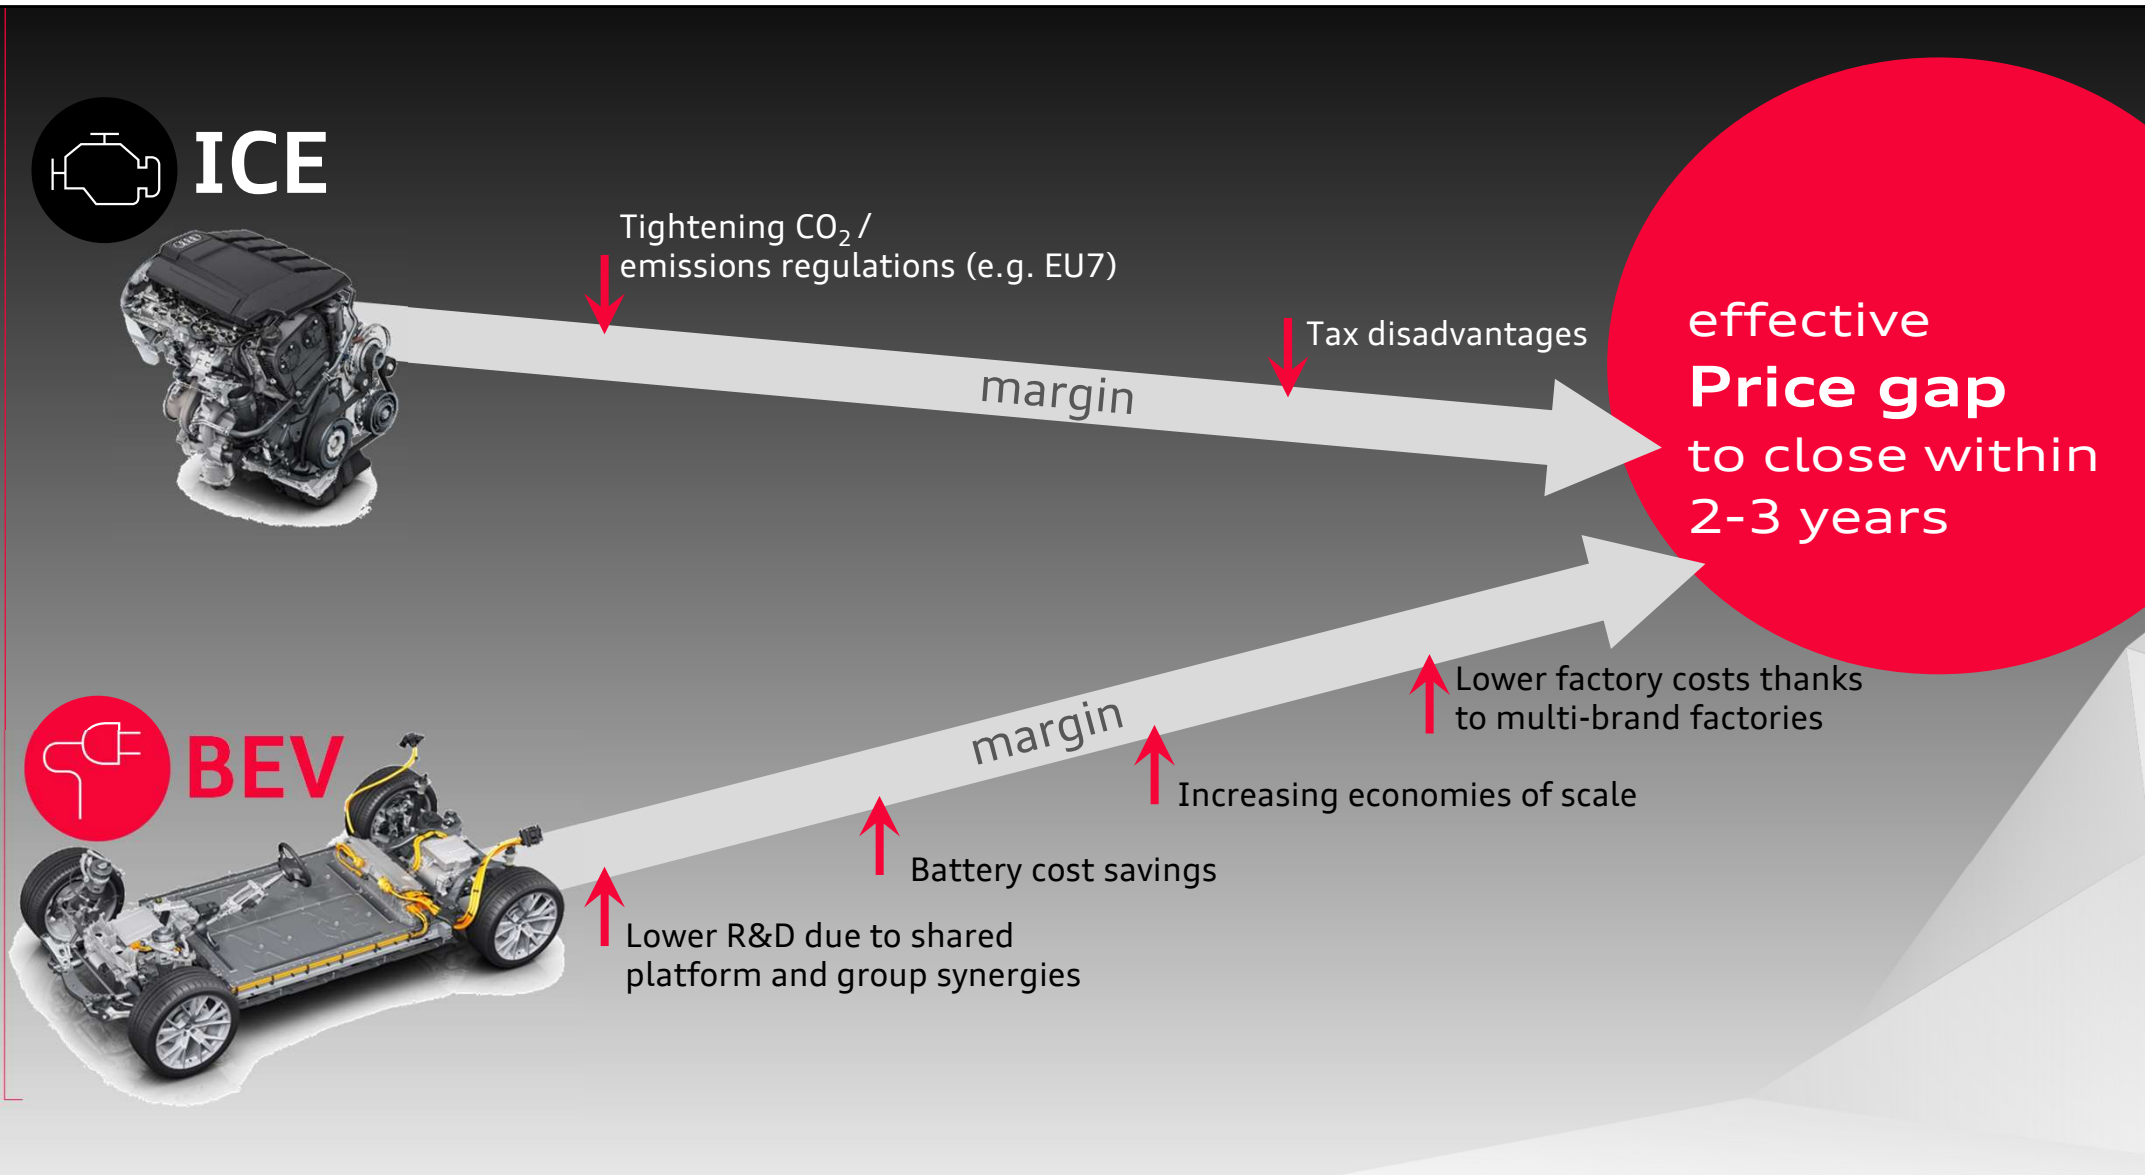 ICE
Tightening CO₂ /
emissions regulations (e.g. EU7)
Tax disadvantages
margin
effective
Price gap
to close within
2-3 years
BEV
margin
Lower factory costs thanks
to multi-brand factories
Increasing economies of scale
Battery cost savings
Lower R&D due to shared
platform and group synergies